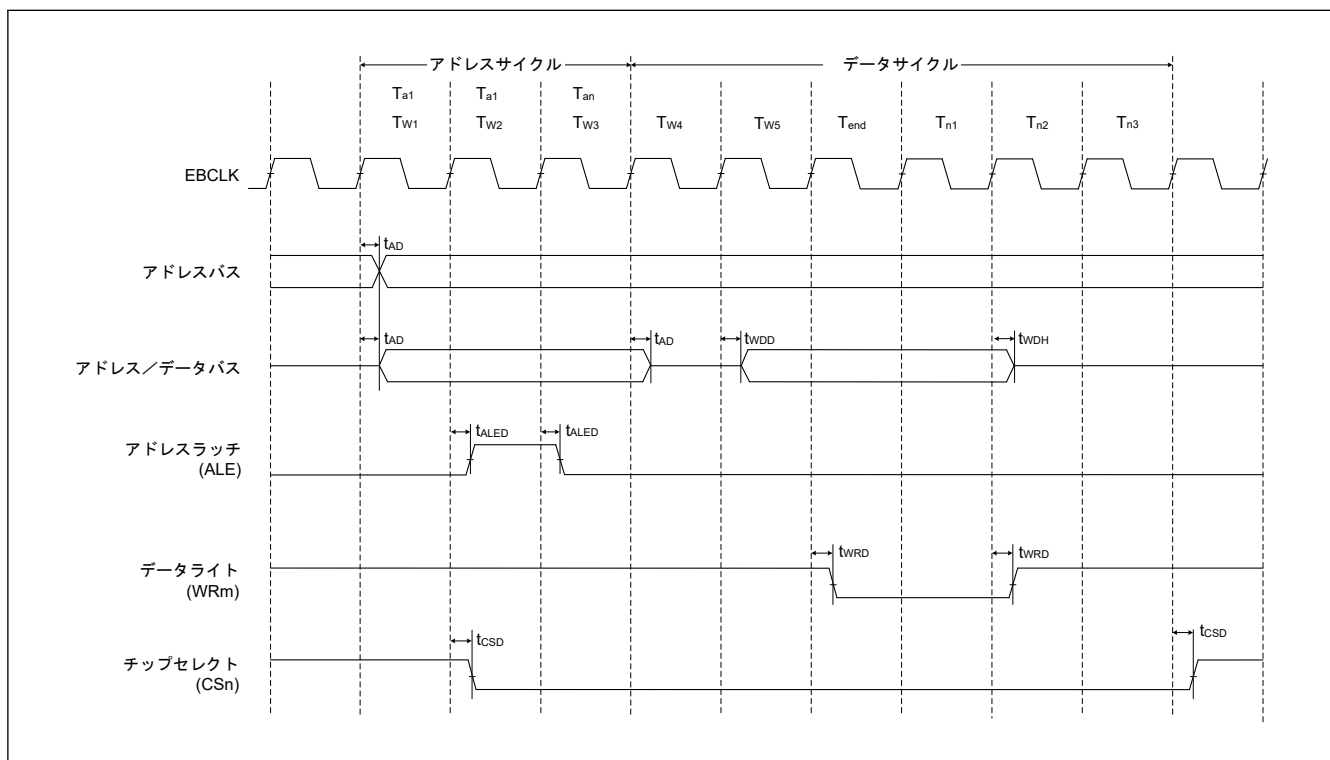 アドレスサイクル データサイクル
Ta1 Ta1 Tan
TW1 TW2 TW3 TW4 TW5 Tend Tn1 Tn2 Tn3
EBCLK
tAD
アドレスバス
tAD tAD tWDD tWDH
アドレス／データバス
tALED tALED
アドレスラッチ
(ALE)
tWRD tWRD
データライト
(WRm)
tCSD tCSD
チップセレクト
(CSn)